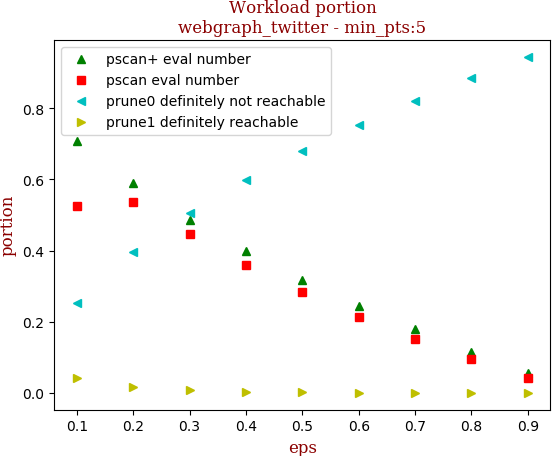 Workload portion
webgraph_twitter - min_pts:5
pscan+ eval number
pscan eval number
prune0 definitely not reachable
prune1 definitely reachable
portion
0.8
0.6
0.4
0.2
0.0
0.1 0.2 0.3 0.4 0.5 0.6 0.7 0.8 0.9
eps